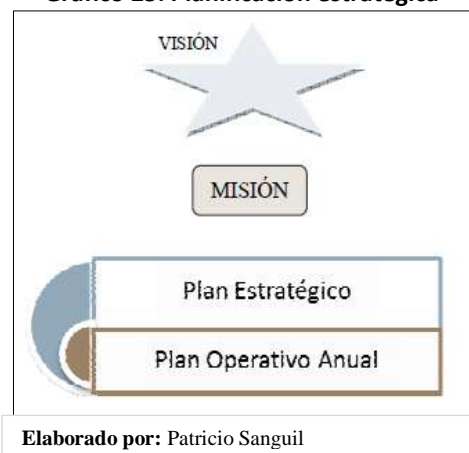 VISIÓN
MISIÓN
Plan Estratégico
Plan Operativo Anual
Elaborado por: Patricio Sanguil